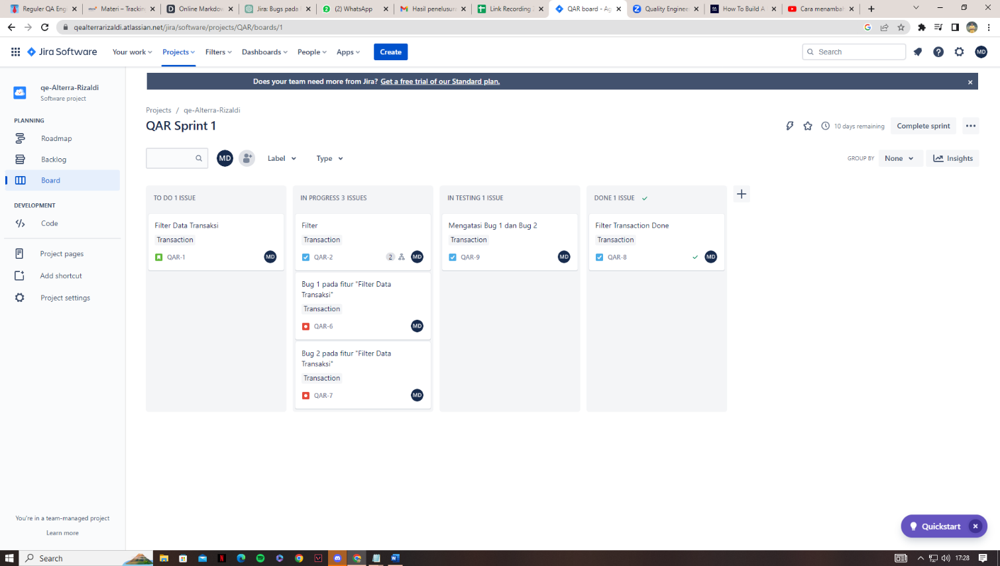 Reguler QA Eng
Materi – Trackin
Online Markdow
Jira: Bugs pada
(2) WhatsApp
Hasil penelusura
Link Recording
QAR board - Ag
Quality Enginee
How To Build A
Cara menambah
qealterrarizaldi.atlassian.net/jira/software/projects/QAR/boards/1
Jira Software
Your work
Projects
Filters
Dashboards
People
Apps
Create
Search
MD
qe-Alterra-Rizaldi
Software project
PLANNING
Roadmap
Backlog
Board
DEVELOPMENT
Code
Project pages
Add shortcut
Project settings
You're in a team-managed project
Learn more
Does your team need more from Jira? Get a free trial of our Standard plan.
Projects / qe-Alterra-Rizaldi
QAR Sprint 1
10 days remaining
Complete sprint
MD
Label
Type
GROUP BY
None
Insights
TO DO 1 ISSUE
Filter Data Transaksi
Transaction
QAR-1
MD
IN PROGRESS 3 ISSUES
Filter
Transaction
QAR-2
2
MD
Bug 1 pada fitur "Filter Data
Transaksi"
Transaction
QAR-6
MD
Bug 2 pada fitur "Filter Data
Transaksi"
Transaction
QAR-7
MD
IN TESTING 1 ISSUE
Mengatasi Bug 1 dan Bug 2
Transaction
QAR-9
MD
DONE 1 ISSUE
Filter Transaction Done
Transaction
QAR-8
MD
Quickstart
Search
17:28